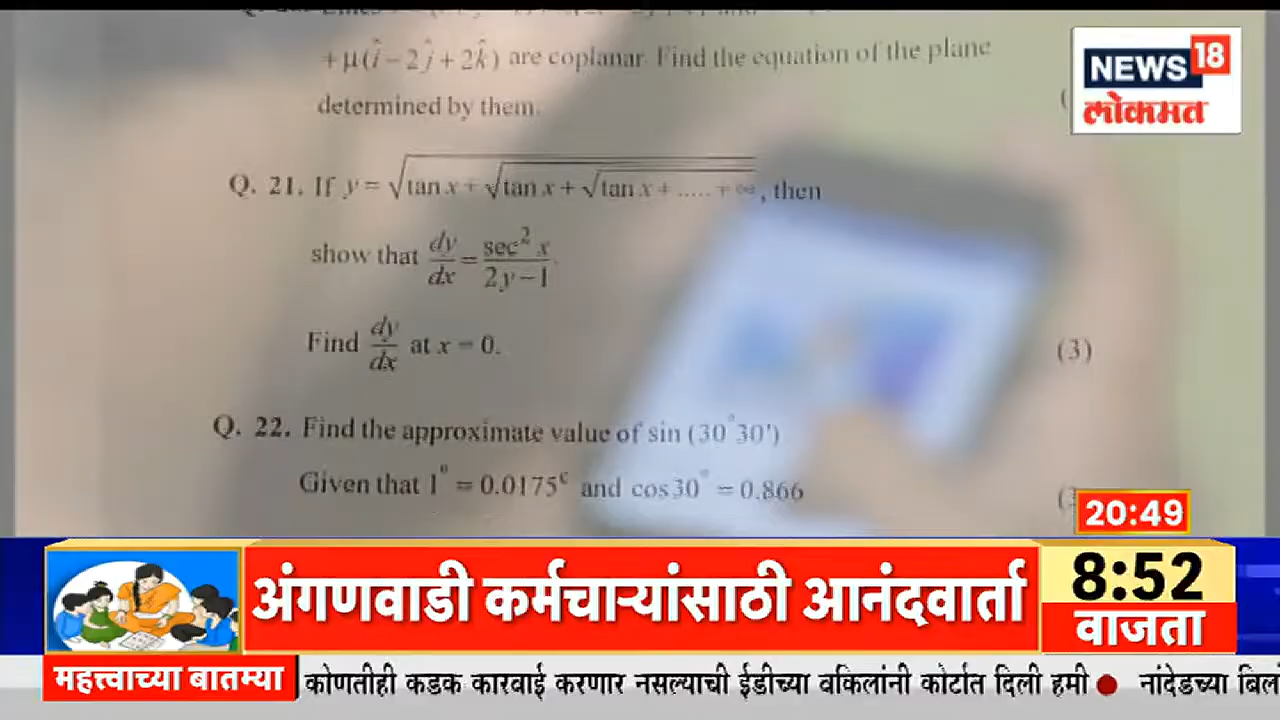 + μ(î − 2ĵ + 2k̂) are coplanar. Find the equation of the plane
determined by them.
Q. 21. If y = √tan x + √tan x + √tan x + ..... + ∞, then
show that dy/dx = sec² x / 2y − 1.
Find dy/dx at x = 0.
(3)
Q. 22. Find the approximate value of sin (30°30')
Given that 1° = 0.0175ᶜ and cos30° = 0.866
NEWS 18
लोकमत
20:49
अंगणवाडी कर्मचाऱ्यांसाठी आनंदवार्ता
8:52
वाजता
महत्त्वाच्या बातम्या
कोणतीही कडक कारवाई करणार नसल्याची ईडीच्या वकिलांनी कोर्टात दिली हमी ● नांदेडच्या